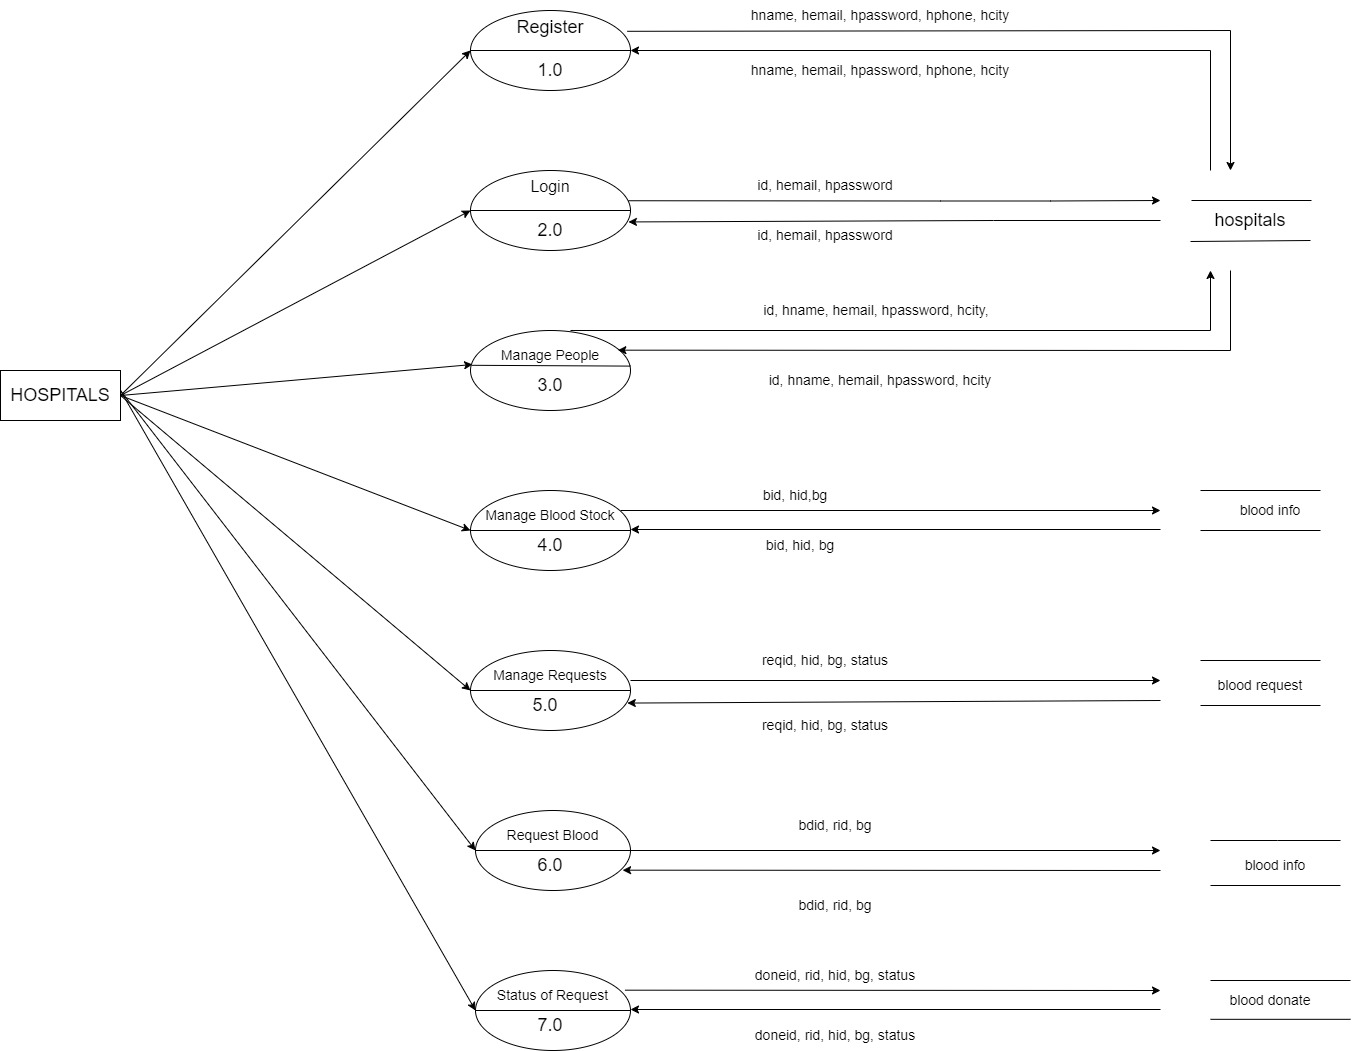 hname, hemail, hpassword, hphone, hcity
Register
1.0
hname, hemail, hpassword, hphone, hcity
id, hemail, hpassword
Login
2.0
id, hemail, hpassword
hospitals
id, hname, hemail, hpassword, hcity,
Manage People
3.0
id, hname, hemail, hpassword, hcity
HOSPITALS
bid, hid,bg
Manage Blood Stock
4.0
bid, hid, bg
blood info
reqid, hid, bg, status
Manage Requests
5.0
reqid, hid, bg, status
blood request
bdid, rid, bg
Request Blood
6.0
bdid, rid, bg
blood info
doneid, rid, hid, bg, status
Status of Request
7.0
doneid, rid, hid, bg, status
blood donate